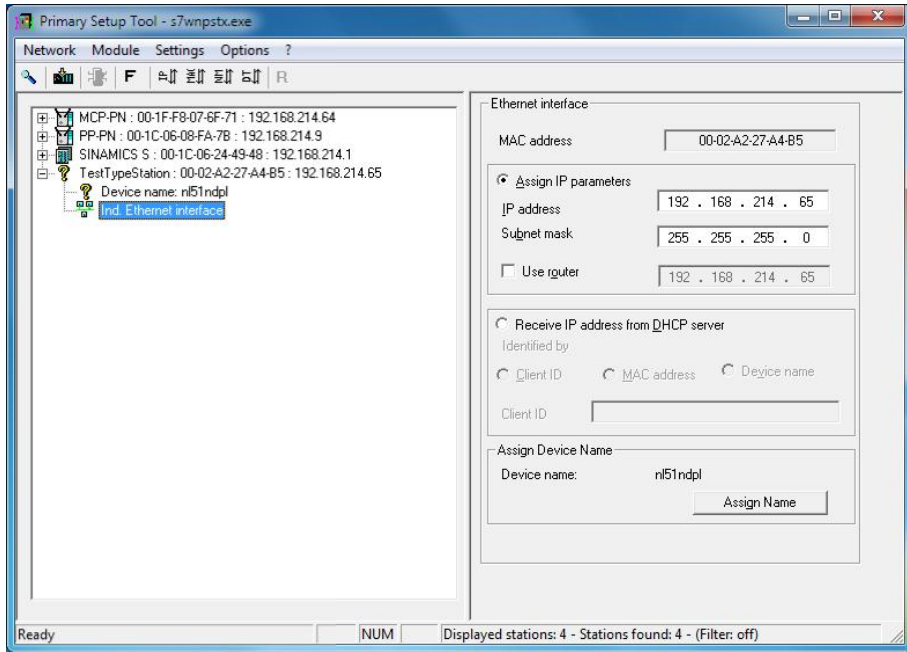 Primary Setup Tool - s7wnpstx.exe
Network Module Settings Options ?
F R
MCP-PN : 00-1F-F8-07-6F-71 : 192.168.214.64
PP-PN : 00-1C-06-08-FA-7B : 192.168.214.9
SINAMICS S : 00-1C-06-24-49-48 : 192.168.214.1
TestTypeStation : 00-02-A2-27-A4-B5 : 192.168.214.65
Device name: nl51ndpl
Ind. Ethernet interface
Ethernet interface
MAC address 00-02-A2-27-A4-B5
Assign IP parameters
IP address 192 . 168 . 214 . 65
Subnet mask 255 . 255 . 255 . 0
Use router 192 . 168 . 214 . 65
Receive IP address from DHCP server
Identified by
Client ID MAC address Device name
Client ID
Assign Device Name
Device name: nl51ndpl
Assign Name
Ready NUM Displayed stations: 4 - Stations found: 4 - (Filter: off)